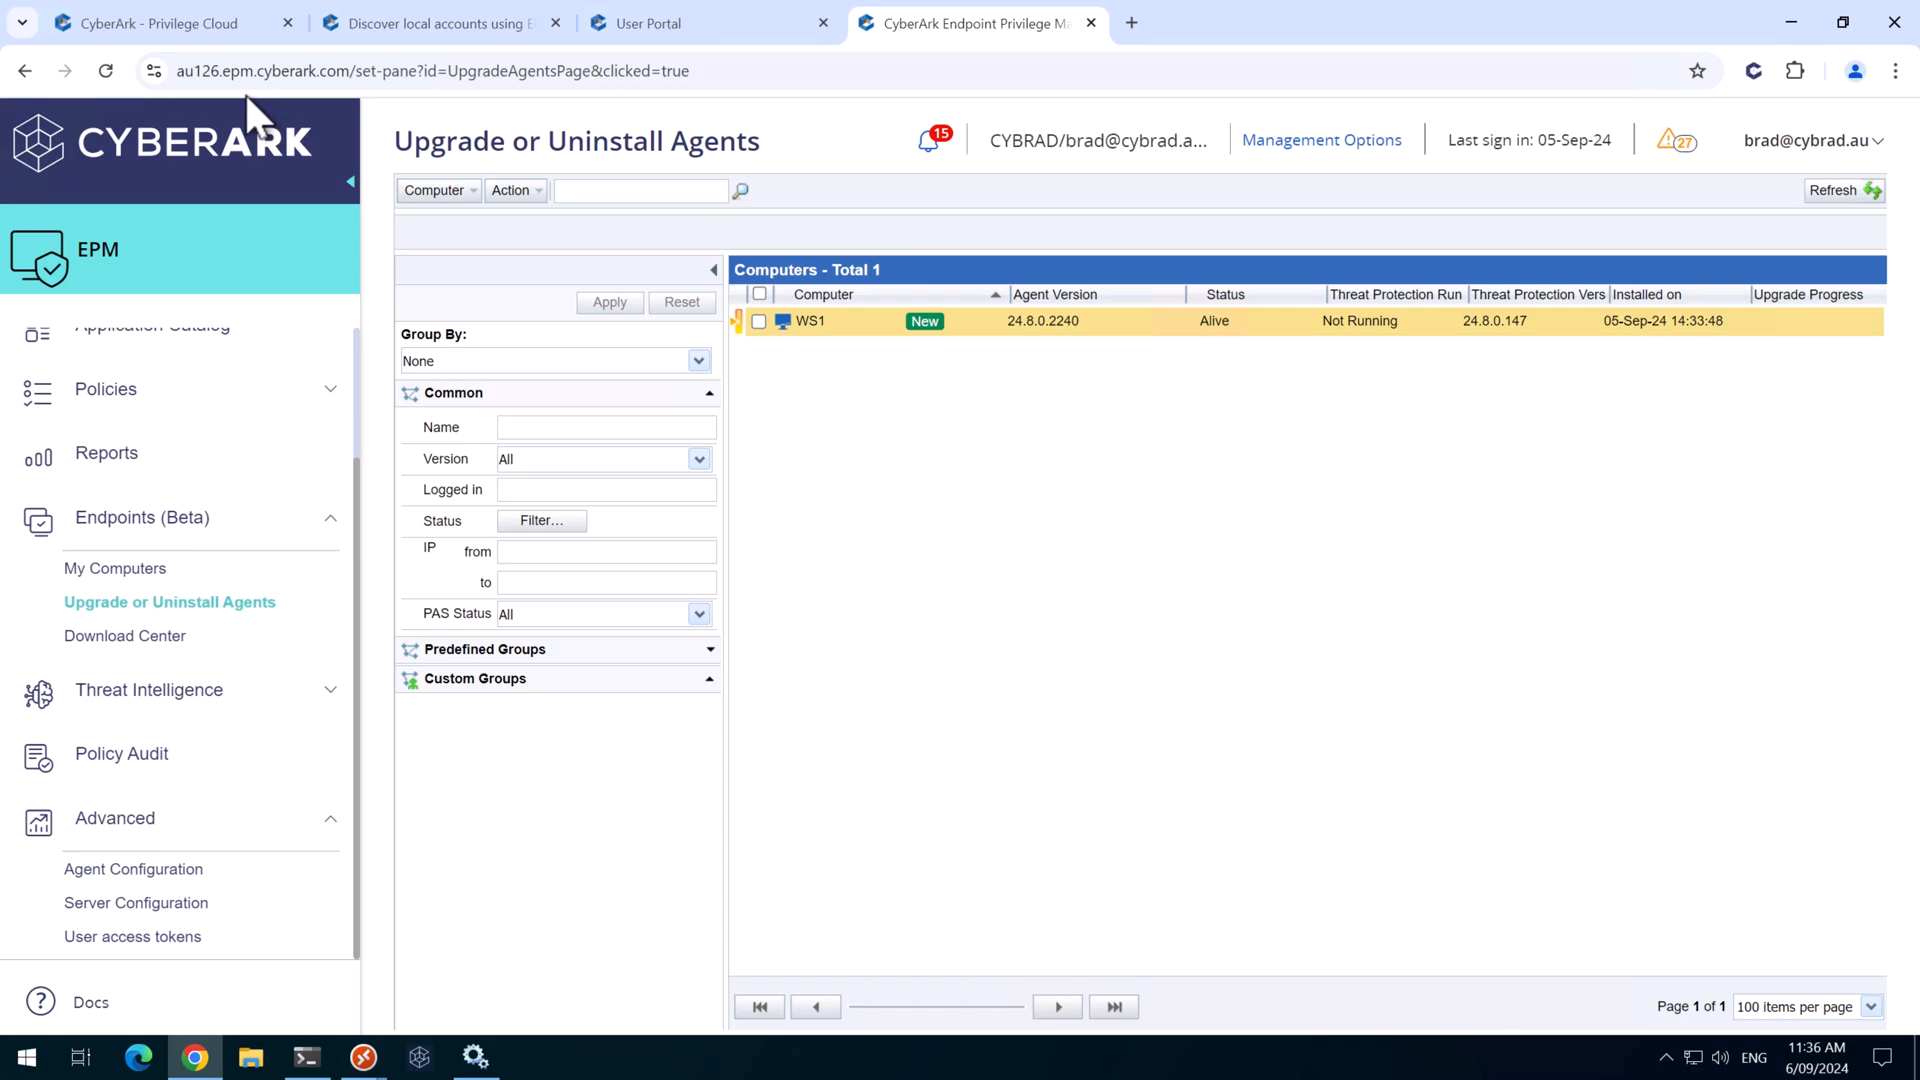 CyberArk - Privilege Cloud
Discover local accounts using E
User Portal
CyberArk Endpoint Privilege Ma
au126.epm.cyberark.com/set-pane?id=UpgradeAgentsPage&clicked=true
CYBERARK
Upgrade or Uninstall Agents
15
CYBRAD/brad@cybrad.a...
Management Options
Last sign in: 05-Sep-24
27
brad@cybrad.au
Computer
Action
Refresh
EPM
Application Catalog
Policies
Reports
Endpoints (Beta)
My Computers
Upgrade or Uninstall Agents
Download Center
Threat Intelligence
Policy Audit
Advanced
Agent Configuration
Server Configuration
User access tokens
Docs
Apply
Reset
Group By:
None
Common
Name
Version All
Logged in
Status Filter...
IP from
to
PAS Status All
Predefined Groups
Custom Groups
Computers - Total 1
Computer Agent Version Status Threat Protection Run Threat Protection Vers Installed on Upgrade Progress
WS1 New 24.8.0.2240 Alive Not Running 24.8.0.147 05-Sep-24 14:33:48
Page 1 of 1 100 items per page
ENG
11:36 AM
6/09/2024